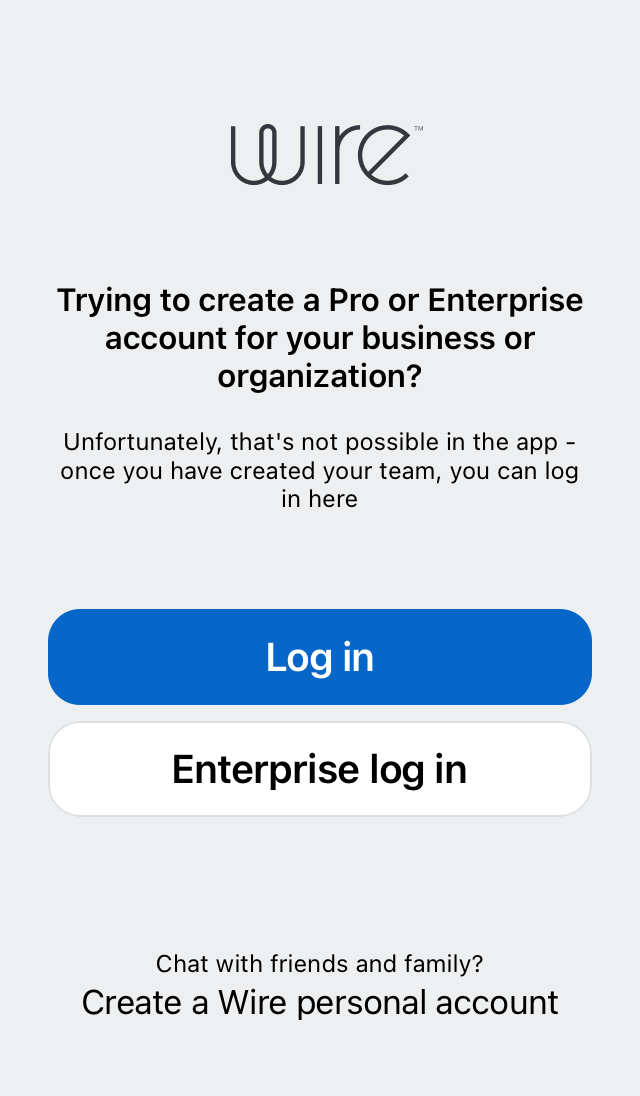 wire™
Trying to create a Pro or Enterprise
account for your business or
organization?
Unfortunately, that's not possible in the app -
once you have created your team, you can log
in here
Log in
Enterprise log in
Chat with friends and family?
Create a Wire personal account